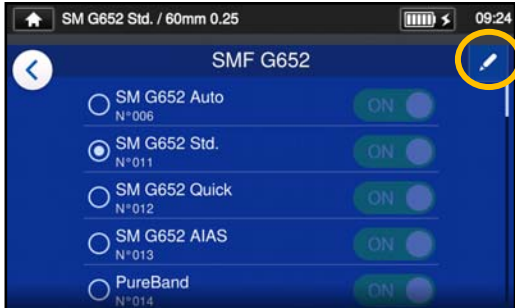 SM G652 Std. / 60mm 0.25
09:24
SMF G652
SM G652 Auto
N°006
ON
SM G652 Std.
N°011
ON
SM G652 Quick
N°012
ON
SM G652 AIAS
N°013
ON
PureBand
N°014
ON